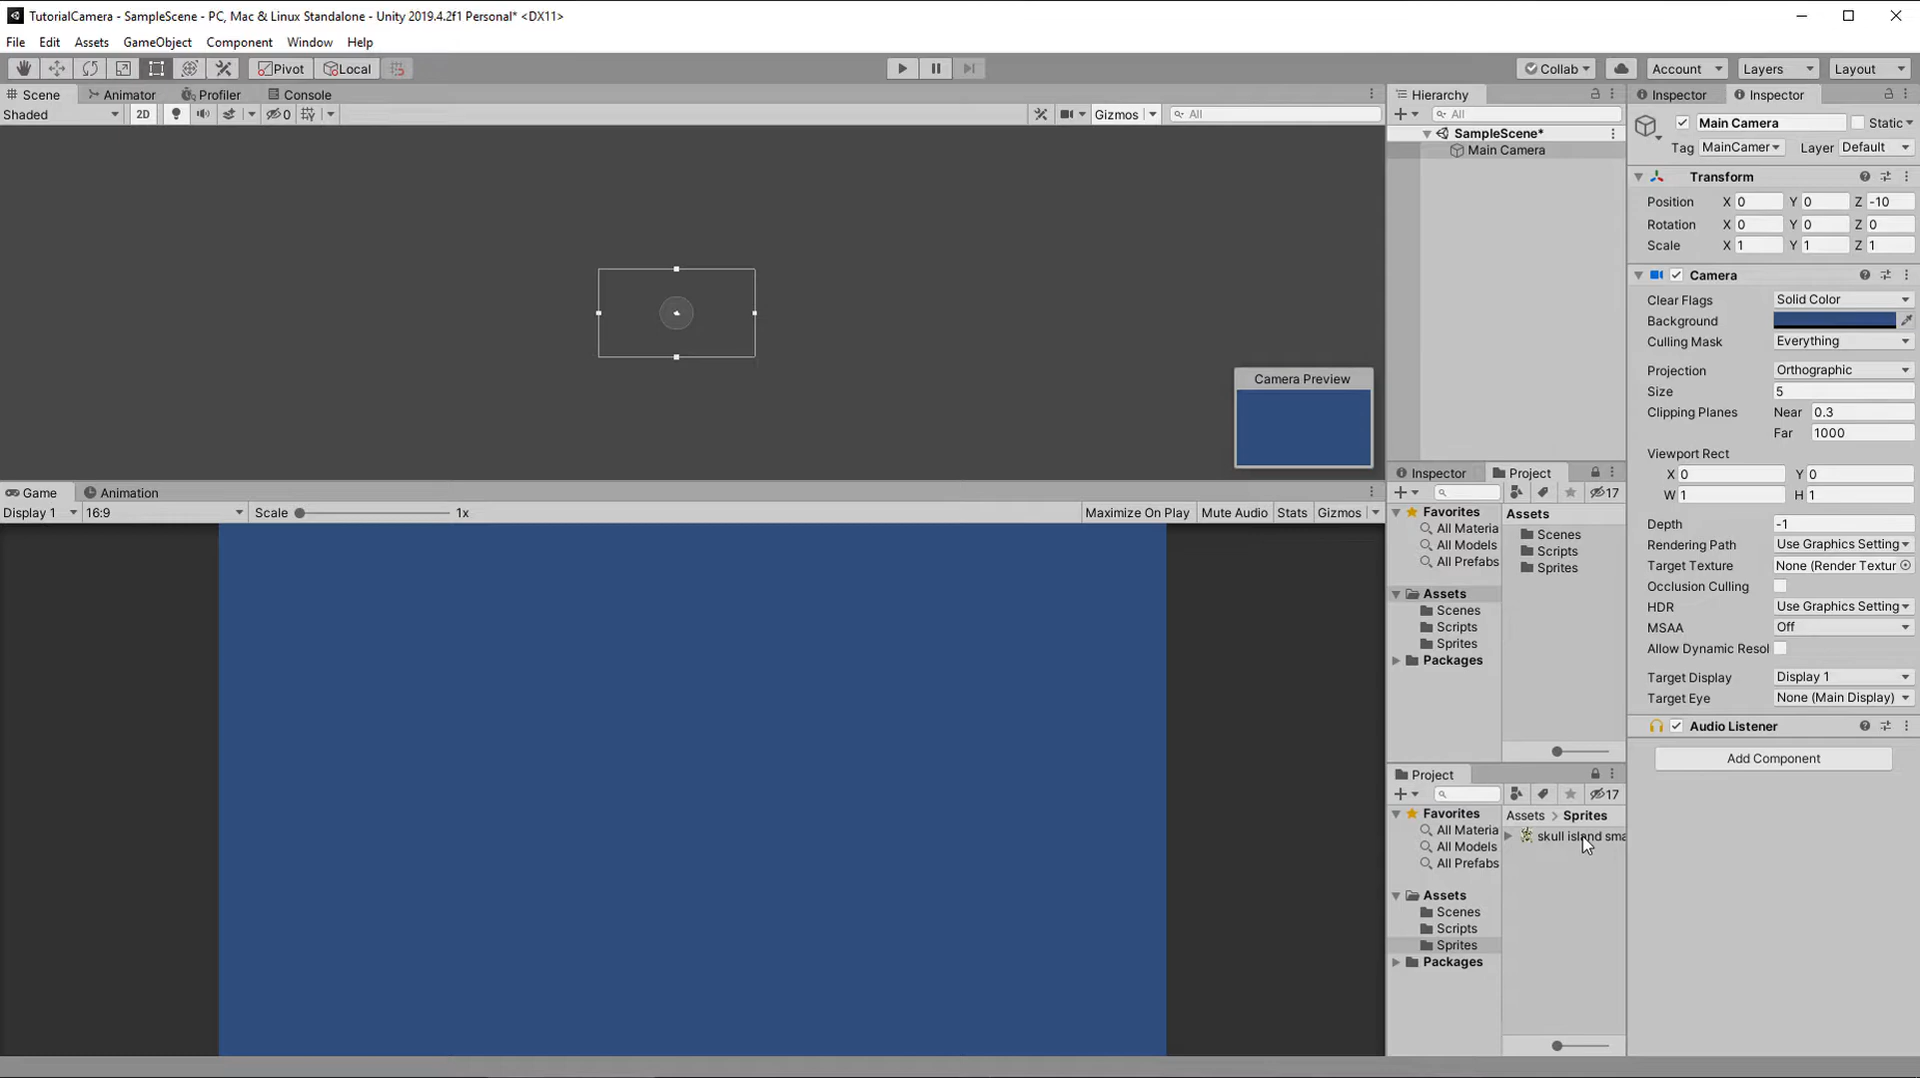 TutorialCamera - SampleScene - PC, Mac & Linux Standalone - Unity 2019.4.2f1 Personal* <DX11>
File Edit Assets GameObject Component Window Help
Pivot Local Collab Account Layers Layout
Scene Animator Profiler Console
Shaded 2D 0 Gizmos All
Camera Preview
Game Animation
Display 1 16:9 Scale 1x Maximize On Play Mute Audio Stats Gizmos
Hierarchy
All
SampleScene*
Main Camera
Inspector Project
17
Favorites
All Materia
All Models
All Prefabs
Assets
Scenes
Scripts
Sprites
Packages
Assets
Scenes
Scripts
Sprites
Project
17
Favorites
All Materia
All Models
All Prefabs
Assets
Scenes
Scripts
Sprites
Packages
Assets > Sprites
skull island sma
Inspector Inspector
Main Camera Static
Tag MainCamer Layer Default
Transform
Position X 0 Y 0 Z -10
Rotation X 0 Y 0 Z 0
Scale X 1 Y 1 Z 1
Camera
Clear Flags Solid Color
Background
Culling Mask Everything
Projection Orthographic
Size 5
Clipping Planes Near 0.3
Far 1000
Viewport Rect
X 0 Y 0
W 1 H 1
Depth -1
Rendering Path Use Graphics Setting
Target Texture None (Render Textur
Occlusion Culling
HDR Use Graphics Setting
MSAA Off
Allow Dynamic Resol
Target Display Display 1
Target Eye None (Main Display)
Audio Listener
Add Component